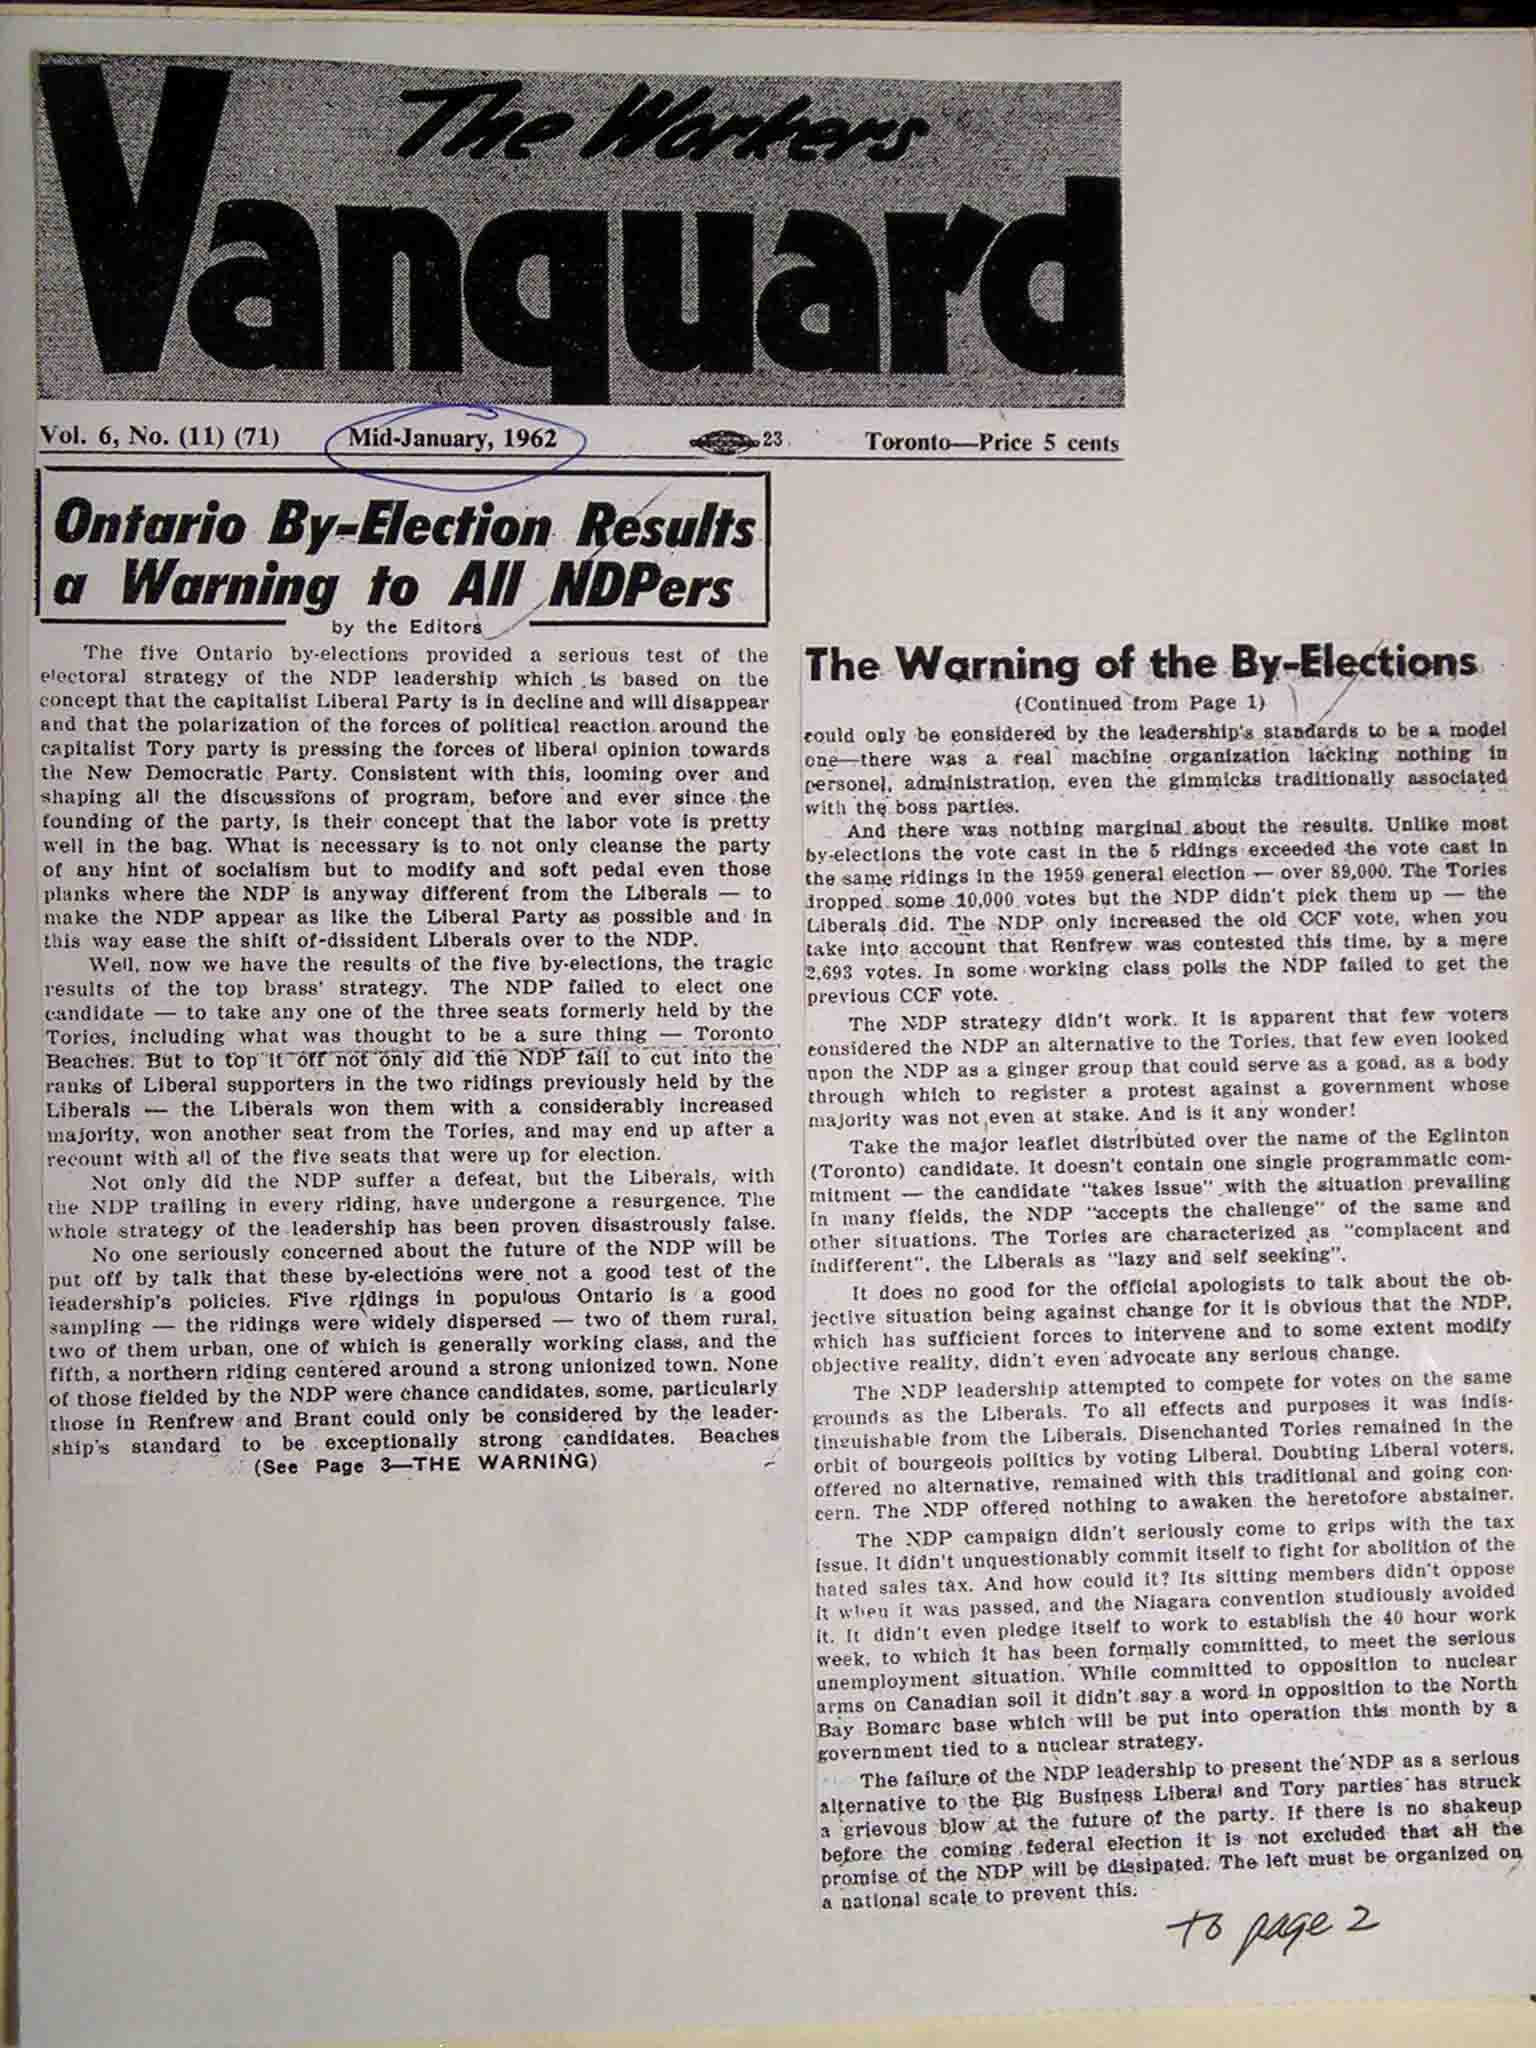 The Workers
Vanguard
Vol. 6, No. (11) (71) Mid-January, 1962 23 Toronto—Price 5 cents
Ontario By-Election Results
a Warning to All NDPers
by the Editors
The five Ontario by-elections provided a serious test of the
electoral strategy of the NDP leadership which is based on the
concept that the capitalist Liberal Party is in decline and will disappear
and that the polarization of the forces of political reaction around the
capitalist Tory party is pressing the forces of liberal opinion towards
the New Democratic Party. Consistent with this, looming over and
shaping all the discussions of program, before and ever since the
founding of the party, is their concept that the labor vote is pretty
well in the bag. What is necessary is to not only cleanse the party
of any hint of socialism but to modify and soft pedal even those
planks where the NDP is anyway different from the Liberals — to
make the NDP appear as like the Liberal Party as possible and in
this way ease the shift of-dissident Liberals over to the NDP.
Well, now we have the results of the five by-elections, the tragic
results of the top brass' strategy. The NDP failed to elect one
candidate — to take any one of the three seats formerly held by the
Tories, including what was thought to be a sure thing — Toronto
Beaches. But to top it off not only did the NDP fail to cut into the
ranks of Liberal supporters in the two ridings previously held by the
Liberals — the Liberals won them with a considerably increased
majority, won another seat from the Tories, and may end up after a
recount with all of the five seats that were up for election.
Not only did the NDP suffer a defeat, but the Liberals, with
the NDP trailing in every riding, have undergone a resurgence. The
whole strategy of the leadership has been proven disastrously false.
No one seriously concerned about the future of the NDP will be
put off by talk that these by-elections were not a good test of the
leadership's policies. Five ridings in populous Ontario is a good
sampling — the ridings were widely dispersed — two of them rural,
two of them urban, one of which is generally working class, and the
fifth, a northern riding centered around a strong unionized town. None
of those fielded by the NDP were chance candidates, some, particularly
those in Renfrew and Brant could only be considered by the leader-
ship's standard to be exceptionally strong candidates. Beaches
(See Page 3—THE WARNING)
The Warning of the By-Elections
(Continued from Page 1)
could only be considered by the leadership's standards to be a model
one—there was a real machine organization lacking nothing in
personel, administration, even the gimmicks traditionally associated
with the boss parties.
And there was nothing marginal about the results. Unlike most
by-elections the vote cast in the 5 ridings exceeded the vote cast in
the same ridings in the 1959 general election — over 89,000. The Tories
dropped some 10,000 votes but the NDP didn't pick them up — the
Liberals did. The NDP only increased the old CCF vote, when you
take into account that Renfrew was contested this time, by a mere
2,693 votes. In some working class polls the NDP failed to get the
previous CCF vote.
The NDP strategy didn't work. It is apparent that few voters
considered the NDP an alternative to the Tories, that few even looked
upon the NDP as a ginger group that could serve as a goad, as a body
through which to register a protest against a government whose
majority was not even at stake. And is it any wonder!
Take the major leaflet distributed over the name of the Eglinton
(Toronto) candidate. It doesn't contain one single programmatic com-
mitment — the candidate "takes issue" with the situation prevailing
in many fields, the NDP "accepts the challenge" of the same and
other situations. The Tories are characterized as "complacent and
indifferent", the Liberals as "lazy and self seeking".
It does no good for the official apologists to talk about the ob-
jective situation being against change for it is obvious that the NDP,
which has sufficient forces to intervene and to some extent modify
objective reality, didn't even advocate any serious change.
The NDP leadership attempted to compete for votes on the same
grounds as the Liberals. To all effects and purposes it was indis-
tinguishable from the Liberals. Disenchanted Tories remained in the
orbit of bourgeois politics by voting Liberal. Doubting Liberal voters,
offered no alternative, remained with this traditional and going con-
cern. The NDP offered nothing to awaken the heretofore abstainer.
The NDP campaign didn't seriously come to grips with the tax
issue. It didn't unquestionably commit itself to fight for abolition of the
hated sales tax. And how could it? Its sitting members didn't oppose
it when it was passed, and the Niagara convention studiously avoided
it. It didn't even pledge itself to work to establish the 40 hour work
week, to which it has been formally committed, to meet the serious
unemployment situation. While committed to opposition to nuclear
arms on Canadian soil it didn't say a word in opposition to the North
Bay Bomarc base which will be put into operation this month by a
government tied to a nuclear strategy.
The failure of the NDP leadership to present the NDP as a serious
alternative to the Big Business Liberal and Tory parties has struck
a grievous blow at the future of the party. If there is no shakeup
before the coming federal election it is not excluded that all the
promise of the NDP will be dissipated. The left must be organized on
a national scale to prevent this.
to page 2